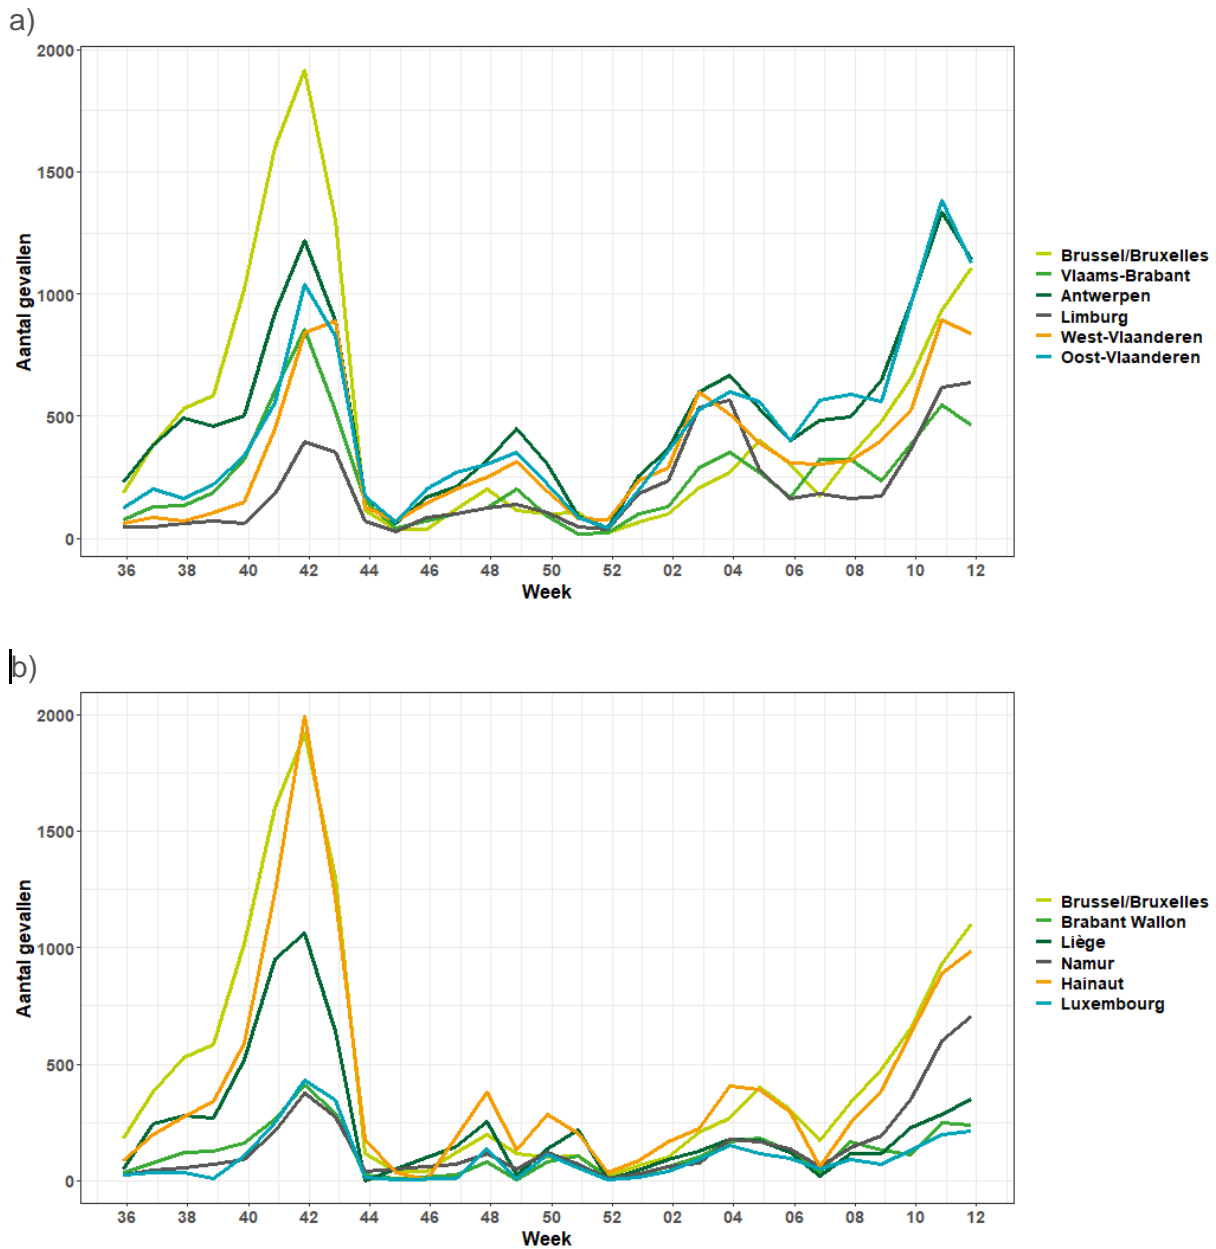 a)
2000
1500
1000
500
0
Aantal gevallen
36 38 40 42 44 46 48 50 52 02 04 06 08 10 12
Week
Brussel/Bruxelles
Vlaams-Brabant
Antwerpen
Limburg
West-Vlaanderen
Oost-Vlaanderen
b)
2000
1500
1000
500
0
Aantal gevallen
36 38 40 42 44 46 48 50 52 02 04 06 08 10 12
Week
Brussel/Bruxelles
Brabant Wallon
Liège
Namur
Hainaut
Luxembourg